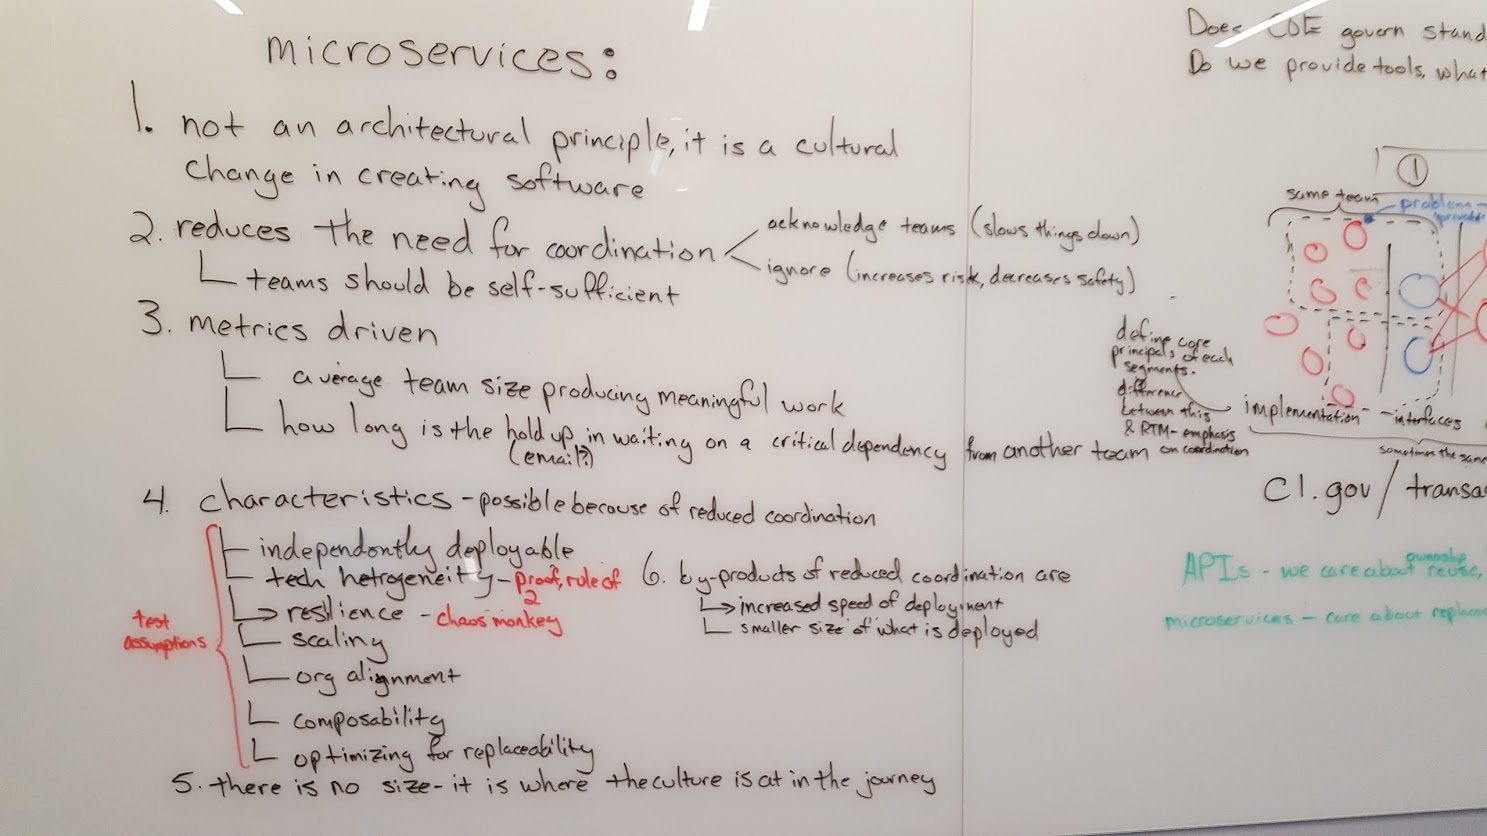 microservices:
1. not an architectural principle, it is a cultural
change in creating software
2. reduces the need for coordination
acknowledge teams (slows things down)
ignore (increases risk, decreases safety)
teams should be self-sufficient
3. metrics driven
average team size producing meaningful work
how long is the hold up in waiting on a critical dependency from another team
(email?)
4. characteristics - possible because of reduced coordination
independently deployable
tech hetrogeneity - proof, rule of
2
resilience - chaos monkey
scaling
org alignment
composability
optimizing for replaceability
test
assumptions
5. there is no size - it is where the culture is at in the journey
6. by-products of reduced coordination are
increased speed of deployment
smaller size of what is deployed
Does COE govern stand
Do we provide tools, what
1
same team
problem
define core
principals of each
segments.
difference
between this
& RTM - emphasis
on coordination
implementation - interfaces
sometimes the same
C1.gov / transa
APIs - we care about reuse,
ownership
microservices - care about replace